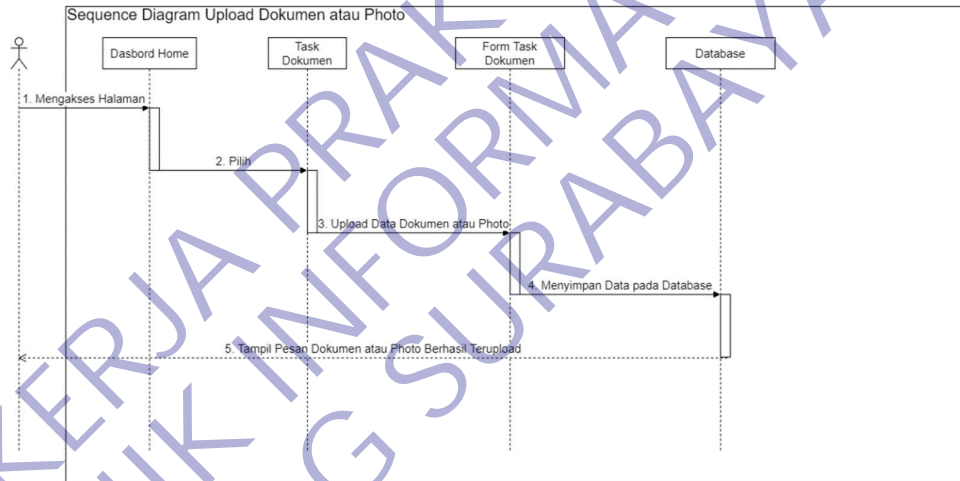 Sequence Diagram Upload Dokumen atau Photo
Dasbord Home
Task
Dokumen
Form Task
Dokumen
Database
1. Mengakses Halaman
2. Pilih
3. Upload Data Dokumen atau Photo
4. Menyimpan Data pada Database
5. Tampil Pesan Dokumen atau Photo Berhasil Terupload
KERJA PRAK
IK INFORMA
G SURABAYA